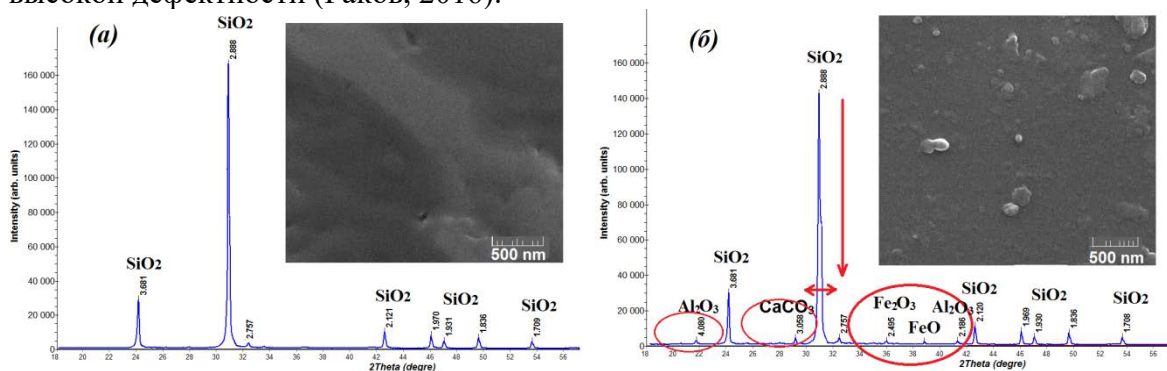 высокой дефектности (Раков, 2016).
(а)
SiO2
2.888
160 000
140 000
120 000
100 000
80 000
60 000
40 000
20 000
0
Intensity (arb. units)
SiO2
3.681
2.757
SiO2
2.121
SiO2
1.970
1.931
1.836
SiO2
1.709
18 20 22 24 26 28 30 32 34 36 38 40 42 44 46 48 50 52 54 56
2Theta (degre)
500 nm
(б)
SiO2
2.888
160 000
140 000
120 000
100 000
80 000
60 000
40 000
20 000
0
Intensity (arb. units)
Al2O3
4.080
SiO2
3.681
CaCO3
3.058
2.757
Fe2O3
2.495
FeO
Al2O3
2.186
SiO2
2.120
SiO2
1.969
1.930
1.836
SiO2
1.708
18 20 22 24 26 28 30 32 34 36 38 40 42 44 46 48 50 52 54 56
2Theta (degre)
500 nm